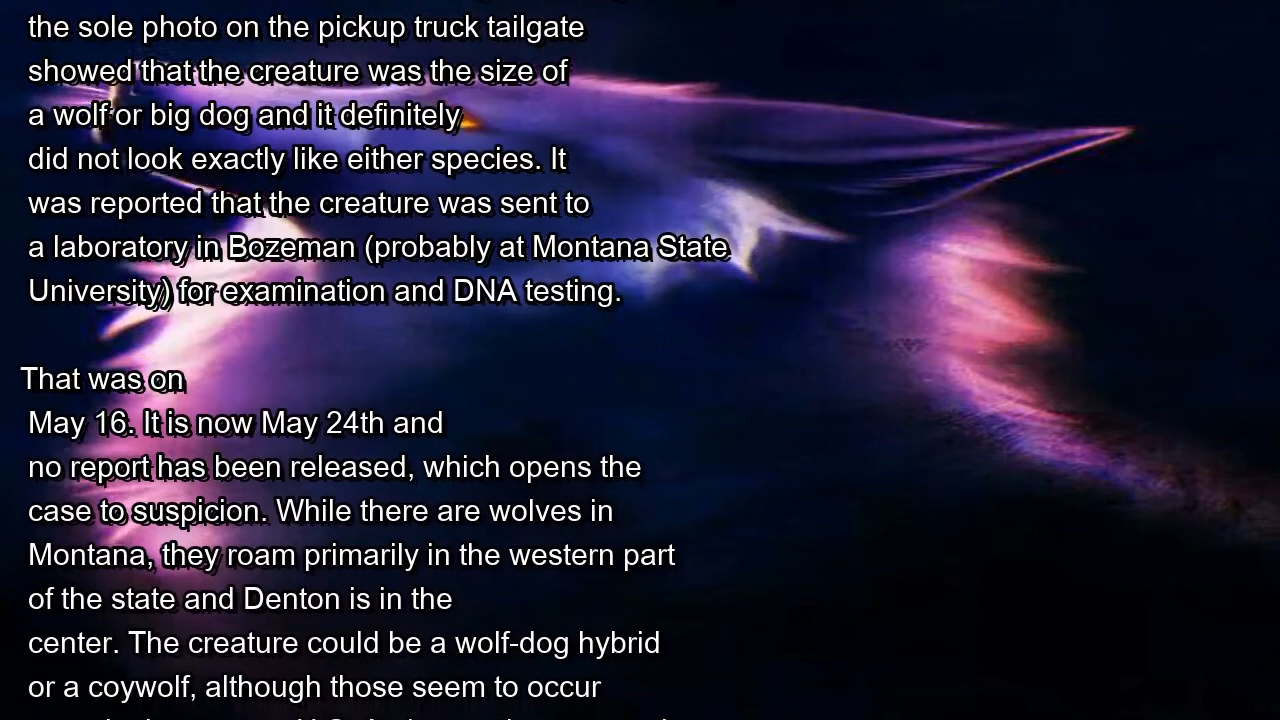 the sole photo on the pickup truck tailgate
showed that the creature was the size of
a wolf or big dog and it definitely
did not look exactly like either species. It
was reported that the creature was sent to
a laboratory in Bozeman (probably at Montana State
University) for examination and DNA testing.
That was on
May 16. It is now May 24th and
no report has been released, which opens the
case to suspicion. While there are wolves in
Montana, they roam primarily in the western part
of the state and Denton is in the
center. The creature could be a wolf-dog hybrid
or a coywolf, although those seem to occur